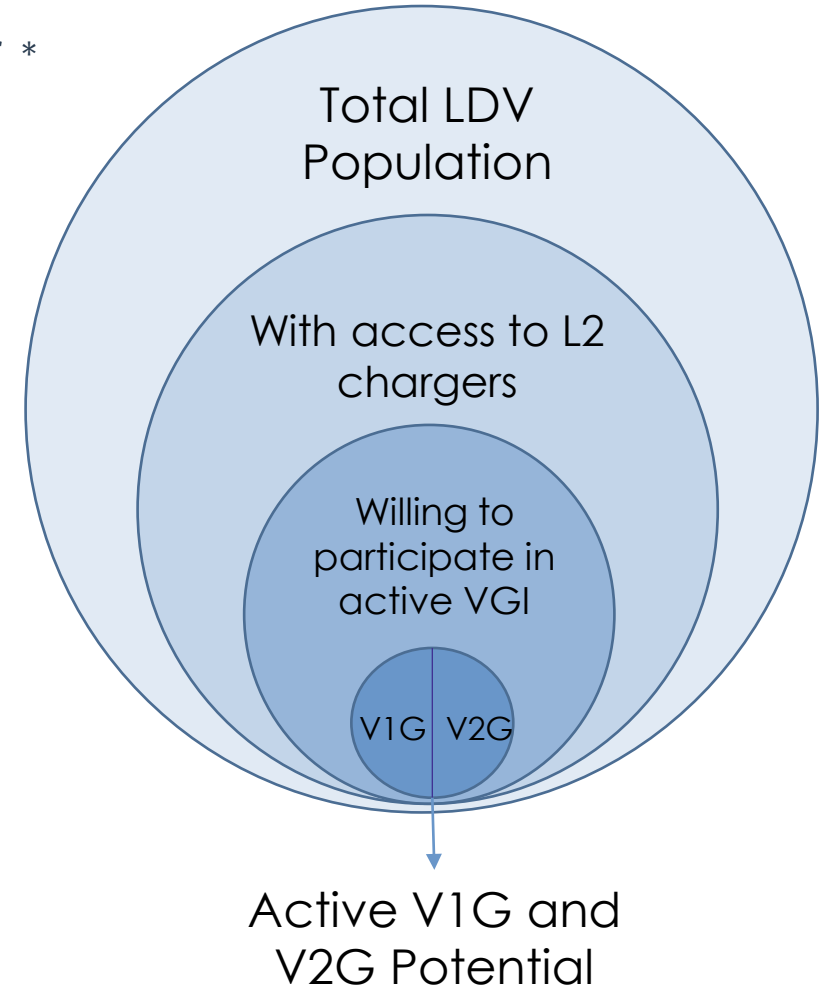 *
Total LDV
Population
With access to L2
chargers
Willing to
participate in
active VGI
V1G V2G
Active V1G and
V2G Potential